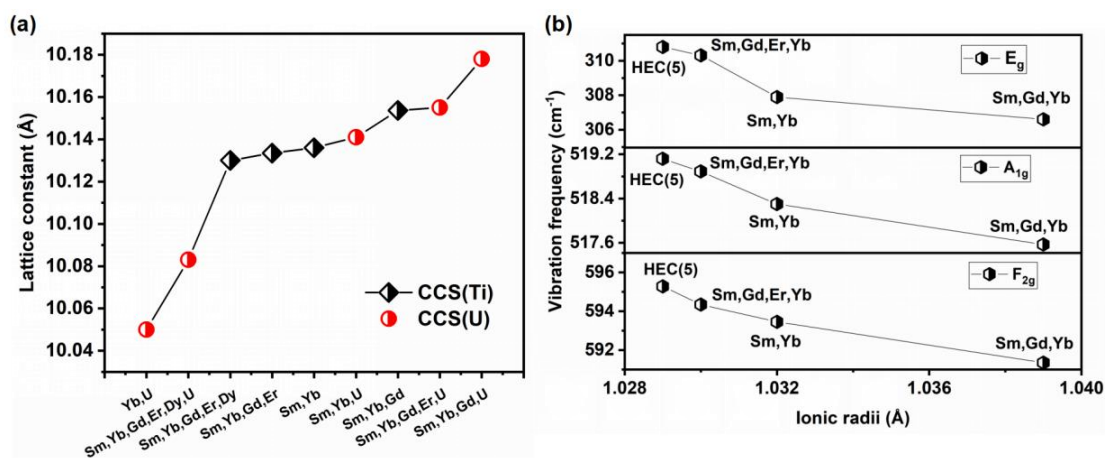 (a)
Lattice constant (Å)
10.18
10.16
10.14
10.12
10.10
10.08
10.06
10.04
CCS(Ti)
CCS(U)
Yb,U
Sm,Yb,Gd,Er,Dy,U
Sm,Yb,Gd,Er,Dy
Sm,Yb,Gd,Er
Sm,Yb
Sm,Yb,U
Sm,Yb,Gd
Sm,Yb,Gd,Er,U
Sm,Yb,Gd,U
(b)
Vibration frequency (cm⁻¹)
310
308
306
HEC(5)
Sm,Gd,Er,Yb
Sm,Yb
Sm,Gd,Yb
E_g
519.2
518.4
517.6
HEC(5)
Sm,Gd,Er,Yb
Sm,Yb
Sm,Gd,Yb
A_1g
596
594
592
HEC(5)
Sm,Gd,Er,Yb
Sm,Yb
Sm,Gd,Yb
F_2g
1.028
1.032
1.036
1.040
Ionic radii (Å)